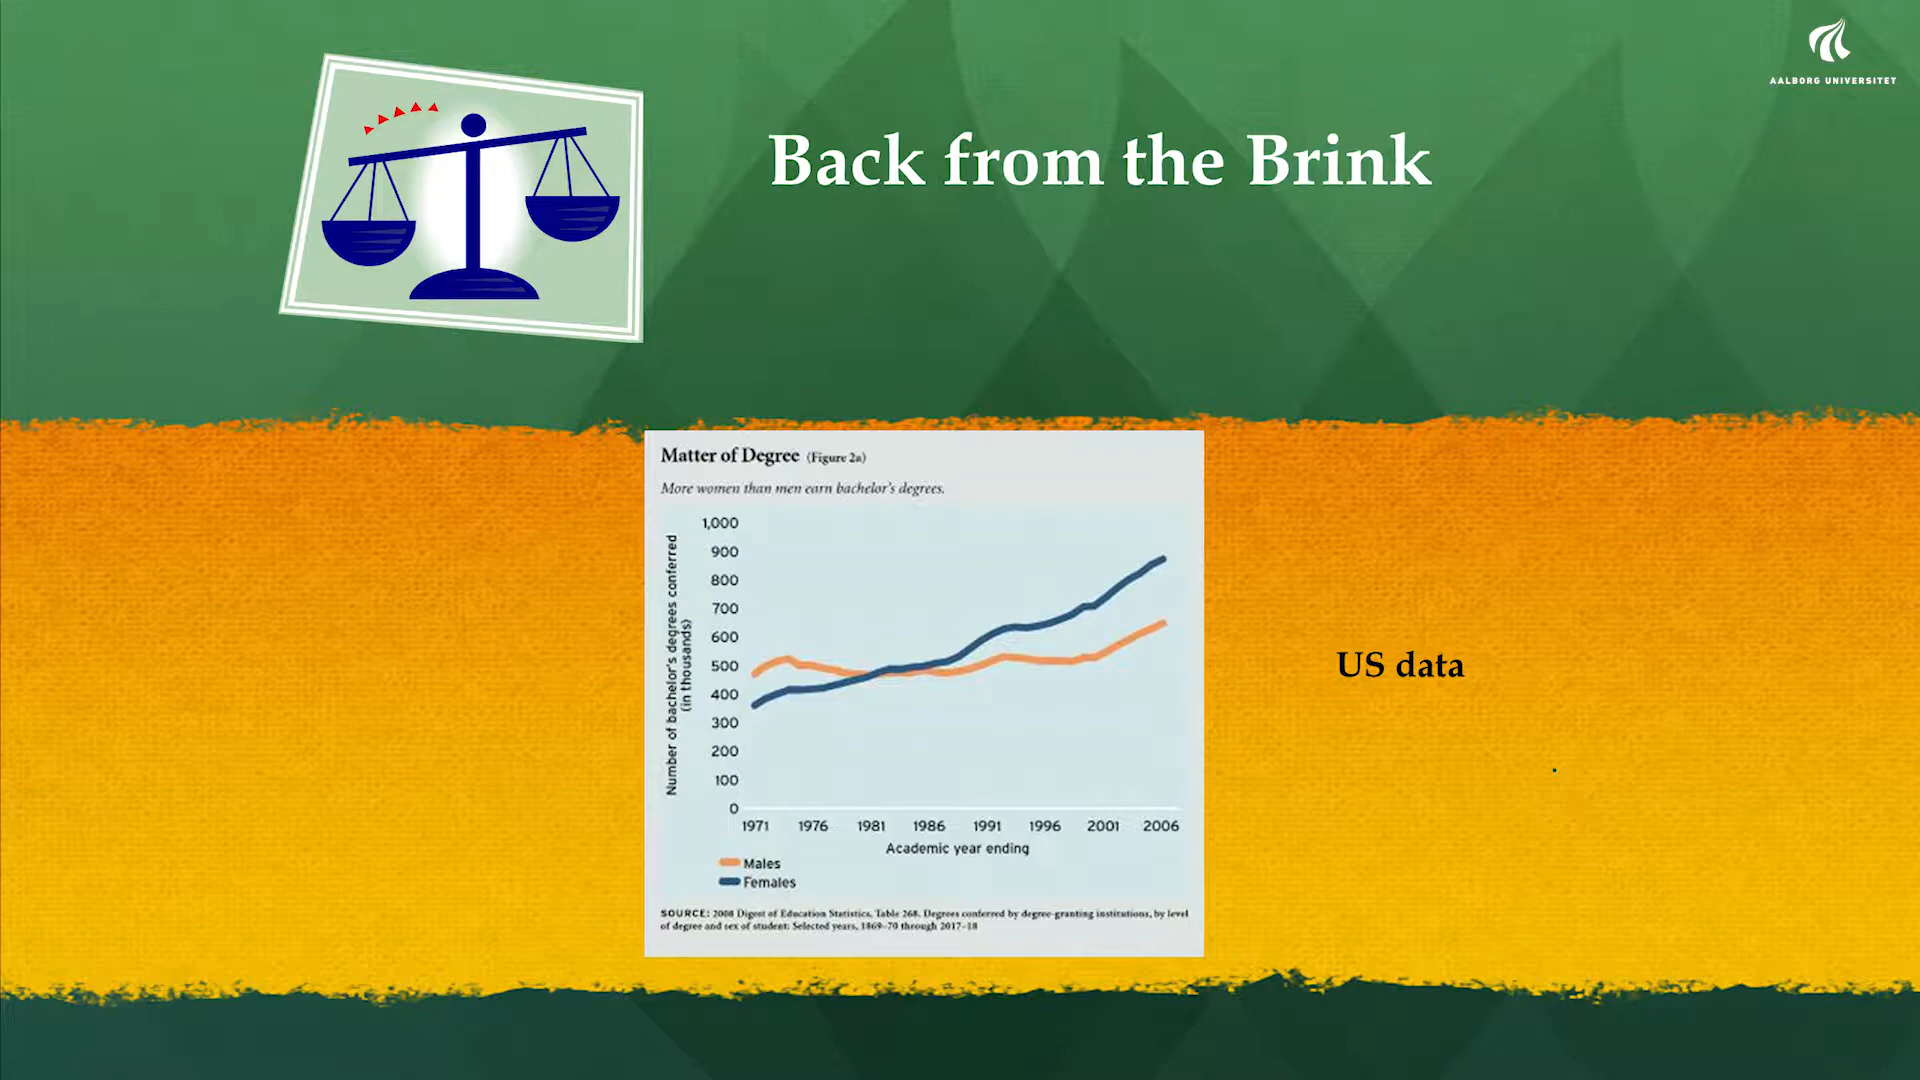 AALBORG UNIVERSITET
Back from the Brink
Matter of Degree (Figure 2a)
More women than men earn bachelor's degrees.
Number of bachelor's degrees conferred
(in thousands)
1,000
900
800
700
600
500
400
300
200
100
0
1971 1976 1981 1986 1991 1996 2001 2006
Academic year ending
Males
Females
SOURCE: 2008 Digest of Education Statistics, Table 268. Degrees conferred by degree-granting institutions, by level
of degree and sex of student: Selected years, 1869–70 through 2017–18
US data